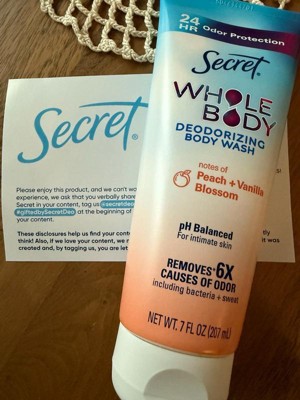 24
HR Odor Protection
Secret
WHOLE
BODY
DEODORIZING
BODY WASH
notes of
Peach + Vanilla
Blossom
pH Balanced
For intimate skin
REMOVES 6X
CAUSES OF ODOR
including bacteria + sweat
NET WT. 7 FL OZ (207 mL)
Secret
Please enjoy this product, and we can't wa
experience, we ask that you verbally share
Secret in your content, tag us @secretdeo
#giftedbySecretDeo at the beginning of
your content.
These disclosures help us find your cont
think! Also, if we love your content, we m
created and, by tagging, you are let
it was